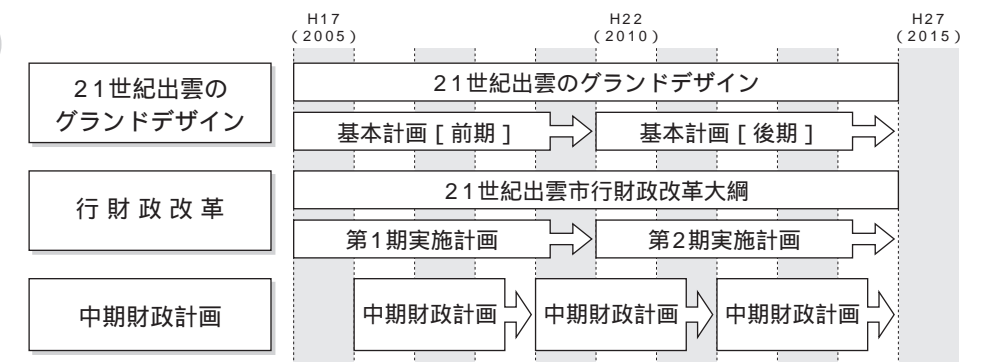 H17
(2005)
H22
(2010)
H27
(2015)
21世紀出雲の
グランドデザイン
21世紀出雲のグランドデザイン
基本計画[前期]
基本計画[後期]
行財政改革
21世紀出雲市行財政改革大綱
第1期実施計画
第2期実施計画
中期財政計画
中期財政計画
中期財政計画
中期財政計画